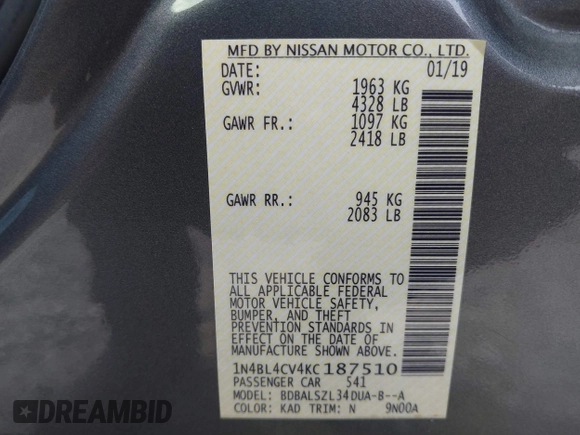 MFD BY NISSAN MOTOR CO., LTD.
DATE: 01/19
GVWR: 1963 KG
4328 LB
GAWR FR.: 1097 KG
2418 LB
GAWR RR.: 945 KG
2083 LB
THIS VEHICLE CONFORMS TO
ALL APPLICABLE FEDERAL
MOTOR VEHICLE SAFETY,
BUMPER, AND THEFT
PREVENTION STANDARDS IN
EFFECT ON THE DATE OF
MANUFACTURE SHOWN ABOVE.
1N4BL4CV4KC187510
PASSENGER CAR 541
MODEL: BDBALSZL34DUA-B--A
COLOR: KAD TRIM: N 9N00A
DREAMBID